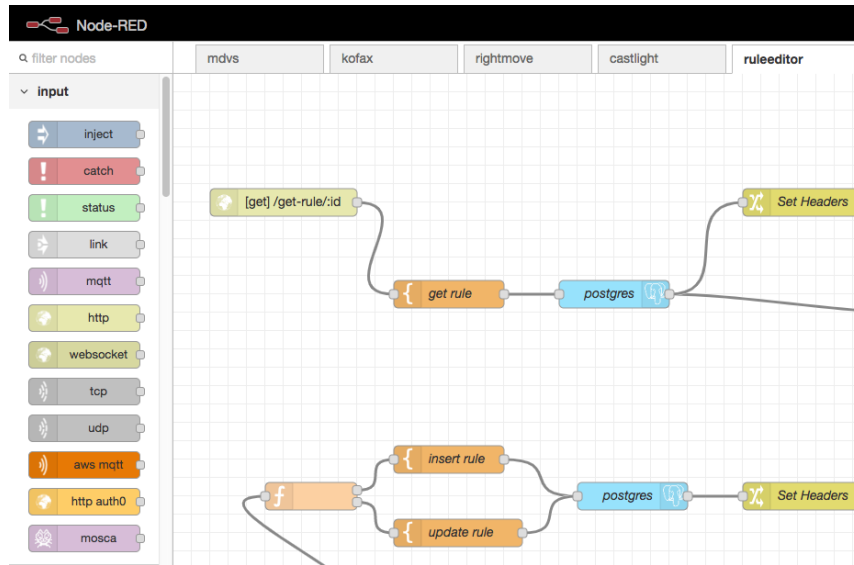 Node-RED
filter nodes
mdvs
kofax
rightmove
castlight
ruleeditor
input
inject
catch
status
link
mqtt
http
websocket
tcp
udp
aws mqtt
http auth0
mosca
[get] /get-rule/:id
Set Headers
get rule
postgres
insert rule
f
postgres
Set Headers
update rule